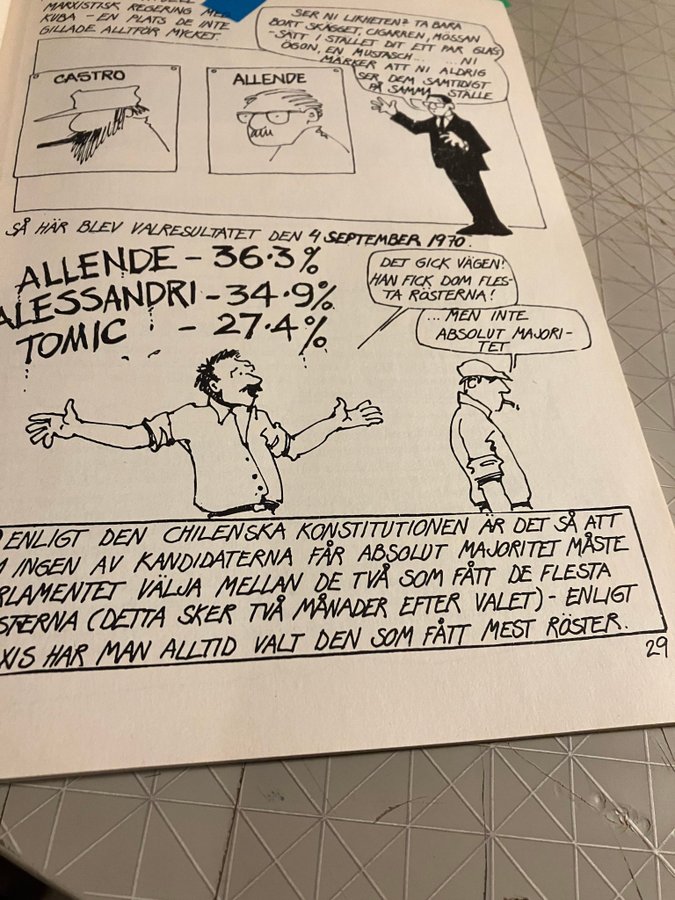 MARXISTISK REGERING MED
KUBA - EN PLATS DE INTE
GILLADE ALLTFÖR MYCKET.
SER NI LIKHETEN? TA BARA
BORT SKÄGGET, CIGARREN, MÖSSAN
- SÄTT I STÄLLET DIT ETT PAR GLAS
ÖGON, EN MUSTASCH... ...NI
MÄRKER ATT NI ALDRIG
SER DEM SAMTIDIGT
PÅ SAMMA STÄLLE
CASTRO
ALLENDE
SÅ HÄR BLEV VALRESULTATET DEN 4 SEPTEMBER 1970.
ALLENDE - 36.3%
ALESSANDRI - 34.9%
TOMIC - 27.4%
DET GICK VÄGEN!
HAN FICK DOM FLES-
TA RÖSTERNA!
...MEN INTE
ABSOLUT MAJORI-
TET
ENLIGT DEN CHILENSKA KONSTITUTIONEN ÄR DET SÅ ATT
INGEN AV KANDIDATERNA FÅR ABSOLUT MAJORITET MÅSTE
RLAMENTET VÄLJA MELLAN DE TVÅ SOM FÅTT DE FLESTA
STERNA (DETTA SKER TVÅ MÅNADER EFTER VALET) - ENLIGT
XIS HAR MAN ALLTID VALT DEN SOM FÅTT MEST RÖSTER.
29